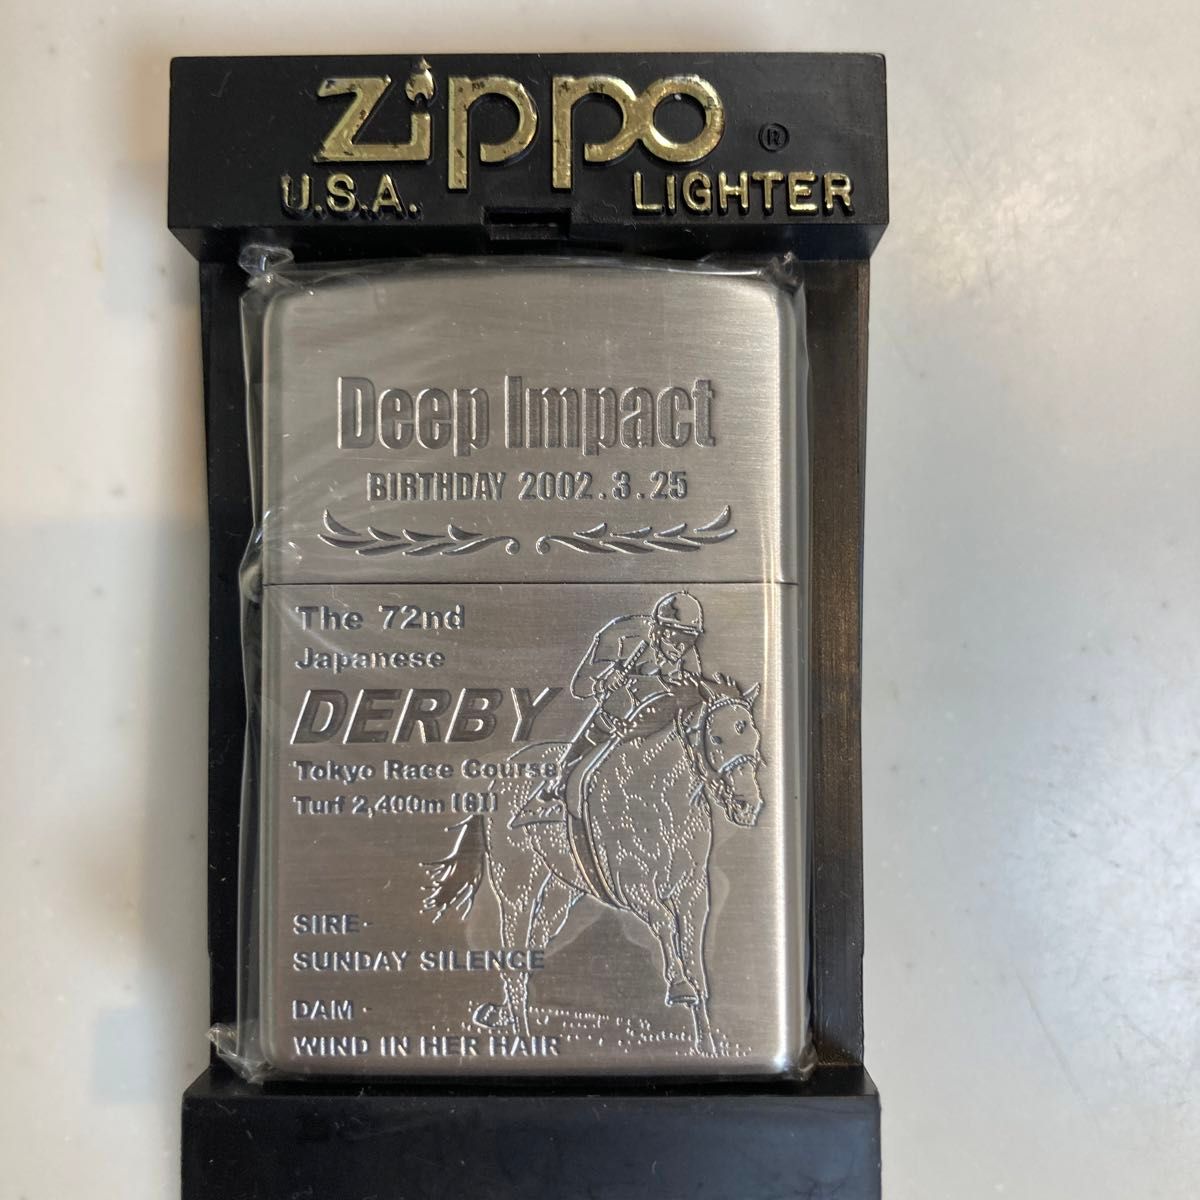 Zippo ®
U.S.A. LIGHTER
Deep Impact
BIRTHDAY 2002.3.25
The 72nd
Japanese
DERBY
Tokyo Race Course
Turf 2,400m [GI]
SIRE-
SUNDAY SILENCE
DAM-
WIND IN HER HAIR